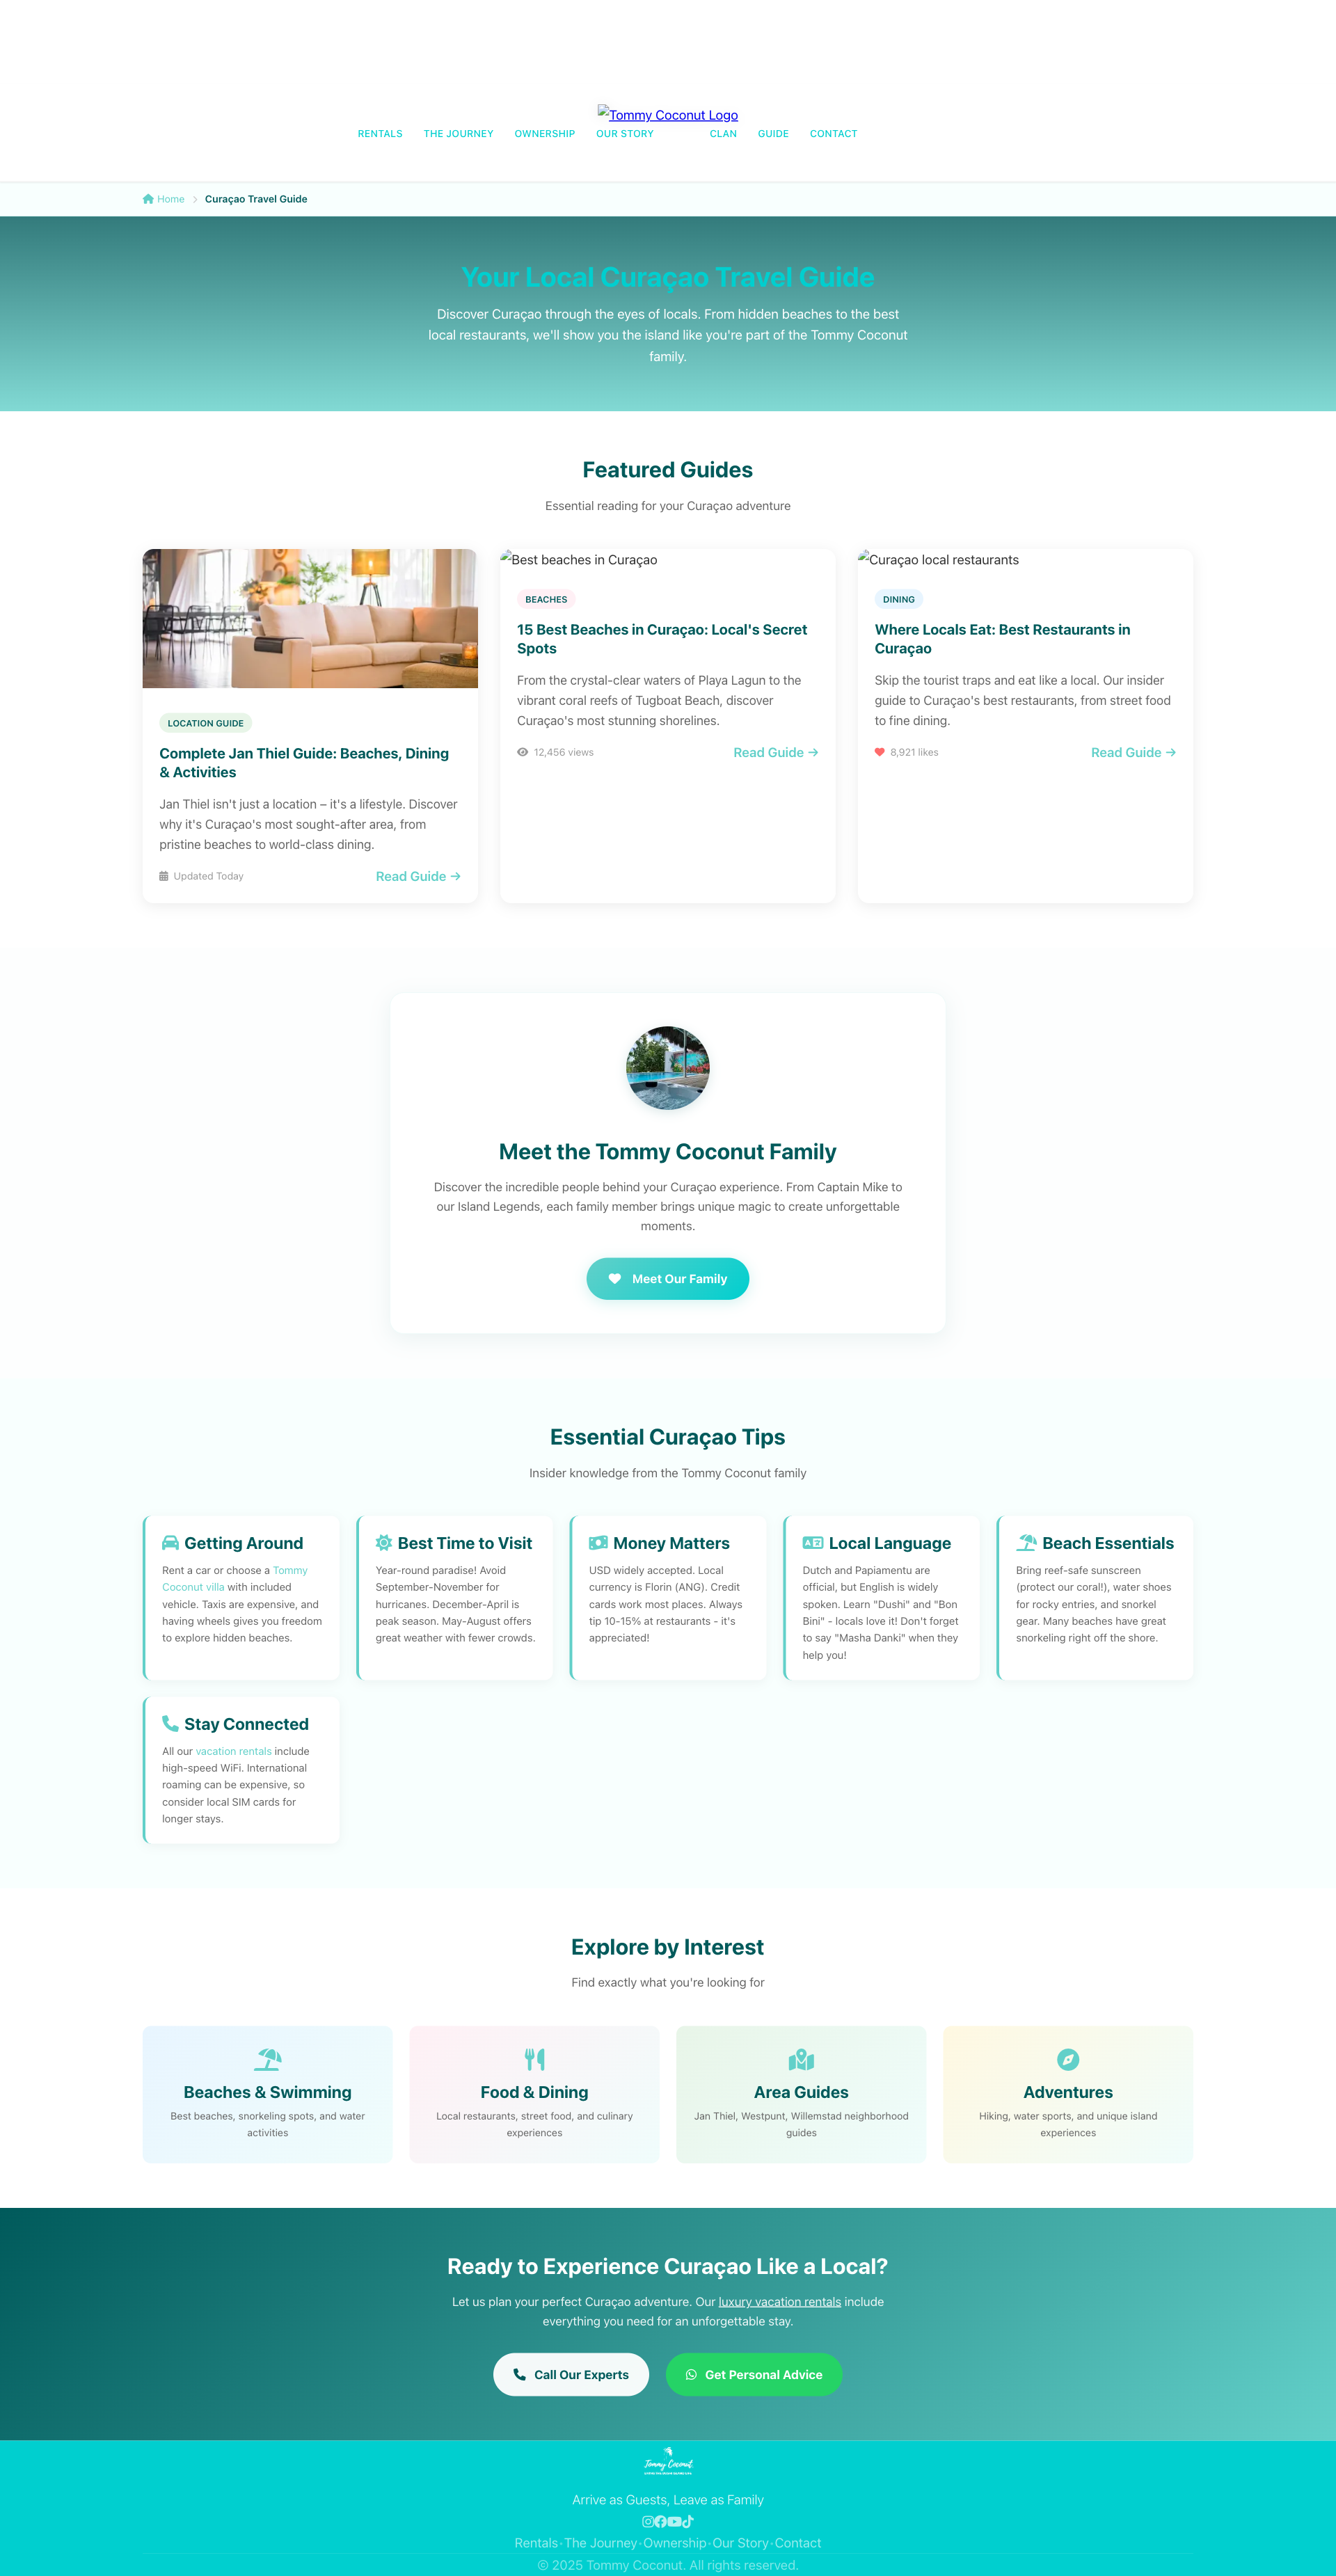 Tommy Coconut Logo
RENTALS THE JOURNEY OWNERSHIP OUR STORY CLAN GUIDE CONTACT
Home Curaçao Travel Guide
Your Local Curaçao Travel Guide
Discover Curaçao through the eyes of locals. From hidden beaches to the best
local restaurants, we'll show you the island like you're part of the Tommy Coconut
family.
Featured Guides
Essential reading for your Curaçao adventure
LOCATION GUIDE
Complete Jan Thiel Guide: Beaches, Dining
& Activities
Jan Thiel isn't just a location – it's a lifestyle. Discover
why it's Curaçao's most sought-after area, from
pristine beaches to world-class dining.
Updated Today Read Guide
Best beaches in Curaçao
BEACHES
15 Best Beaches in Curaçao: Local's Secret
Spots
From the crystal-clear waters of Playa Lagun to the
vibrant coral reefs of Tugboat Beach, discover
Curaçao's most stunning shorelines.
12,456 views Read Guide
Curaçao local restaurants
DINING
Where Locals Eat: Best Restaurants in
Curaçao
Skip the tourist traps and eat like a local. Our insider
guide to Curaçao's best restaurants, from street food
to fine dining.
8,921 likes Read Guide
Meet the Tommy Coconut Family
Discover the incredible people behind your Curaçao experience. From Captain Mike to
our Island Legends, each family member brings unique magic to create unforgettable
moments.
Meet Our Family
Essential Curaçao Tips
Insider knowledge from the Tommy Coconut family
Getting Around
Rent a car or choose a Tommy
Coconut villa with included
vehicle. Taxis are expensive, and
having wheels gives you freedom
to explore hidden beaches.
Best Time to Visit
Year-round paradise! Avoid
September-November for
hurricanes. December-April is
peak season. May-August offers
great weather with fewer crowds.
Money Matters
USD widely accepted. Local
currency is Florin (ANG). Credit
cards work most places. Always
tip 10-15% at restaurants - it's
appreciated!
Local Language
Dutch and Papiamentu are
official, but English is widely
spoken. Learn "Dushi" and "Bon
Bini" - locals love it! Don't forget
to say "Masha Danki" when they
help you!
Beach Essentials
Bring reef-safe sunscreen
(protect our coral!), water shoes
for rocky entries, and snorkel
gear. Many beaches have great
snorkeling right off the shore.
Stay Connected
All our vacation rentals include
high-speed WiFi. International
roaming can be expensive, so
consider local SIM cards for
longer stays.
Explore by Interest
Find exactly what you're looking for
Beaches & Swimming
Best beaches, snorkeling spots, and water
activities
Food & Dining
Local restaurants, street food, and culinary
experiences
Area Guides
Jan Thiel, Westpunt, Willemstad neighborhood
guides
Adventures
Hiking, water sports, and unique island
experiences
Ready to Experience Curaçao Like a Local?
Let us plan your perfect Curaçao adventure. Our luxury vacation rentals include
everything you need for an unforgettable stay.
Call Our Experts Get Personal Advice
Tommy Coconut
Arrive as Guests, Leave as Family
Rentals · The Journey · Ownership · Our Story · Contact
© 2025 Tommy Coconut. All rights reserved.